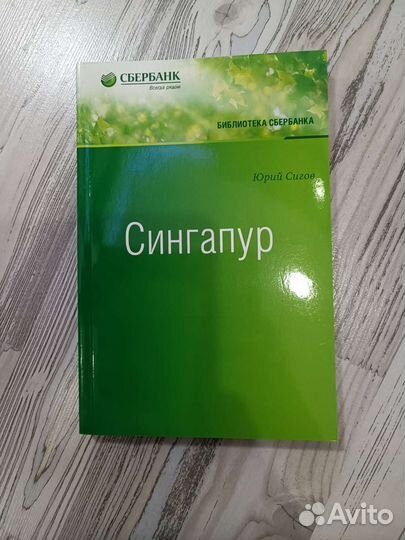 СБЕРБАНК
Всегда рядом
БИБЛИОТЕКА СБЕРБАНКА
Юрий Сигов
Сингапур
Avito